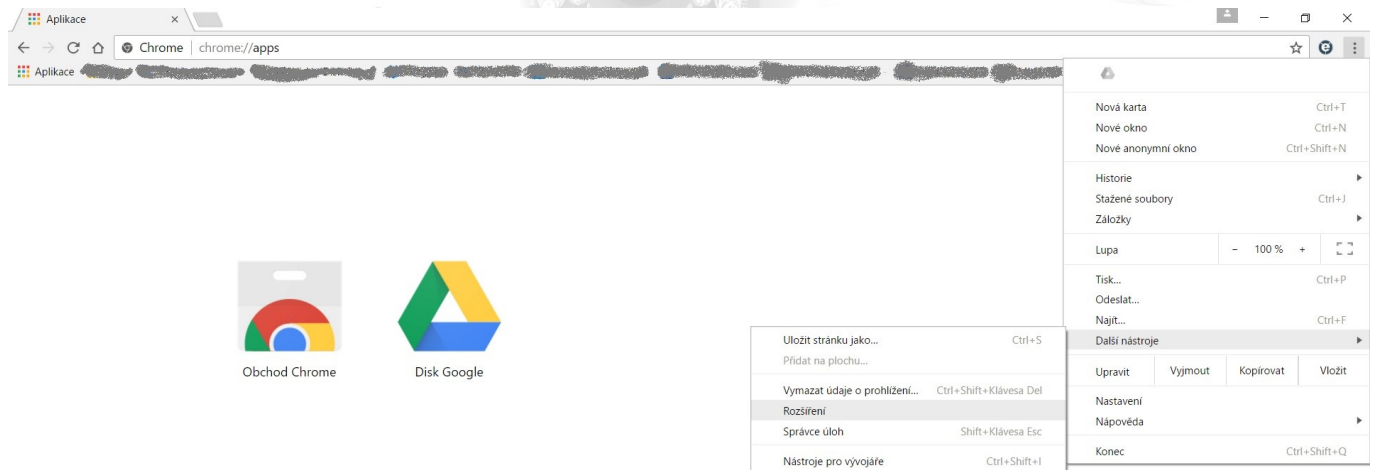 Aplikace
Chrome chrome://apps
Aplikace
Nová karta Ctrl+T
Nové okno Ctrl+N
Nové anonymní okno Ctrl+Shift+N
Historie
Stažené soubory Ctrl+J
Záložky
Lupa - 100 % +
Tisk... Ctrl+P
Odeslat...
Najít... Ctrl+F
Další nástroje
Upravit Vyjmout Kopírovat Vložit
Nastavení
Nápověda
Konec Ctrl+Shift+Q
Uložit stránku jako... Ctrl+S
Přidat na plochu...
Vymazat údaje o prohlížení... Ctrl+Shift+Klávesa Del
Rozšíření
Správce úloh Shift+Klávesa Esc
Nástroje pro vývojáře Ctrl+Shift+I
Obchod Chrome
Disk Google